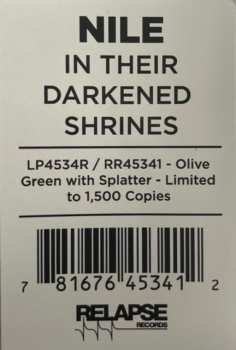 NILE
IN THEIR
DARKENED
SHRINES
LP4534R / RR45341 - Olive
Green with Splatter - Limited
to 1,500 Copies
7 81676 45341 2
RELAPSE
RECORDS